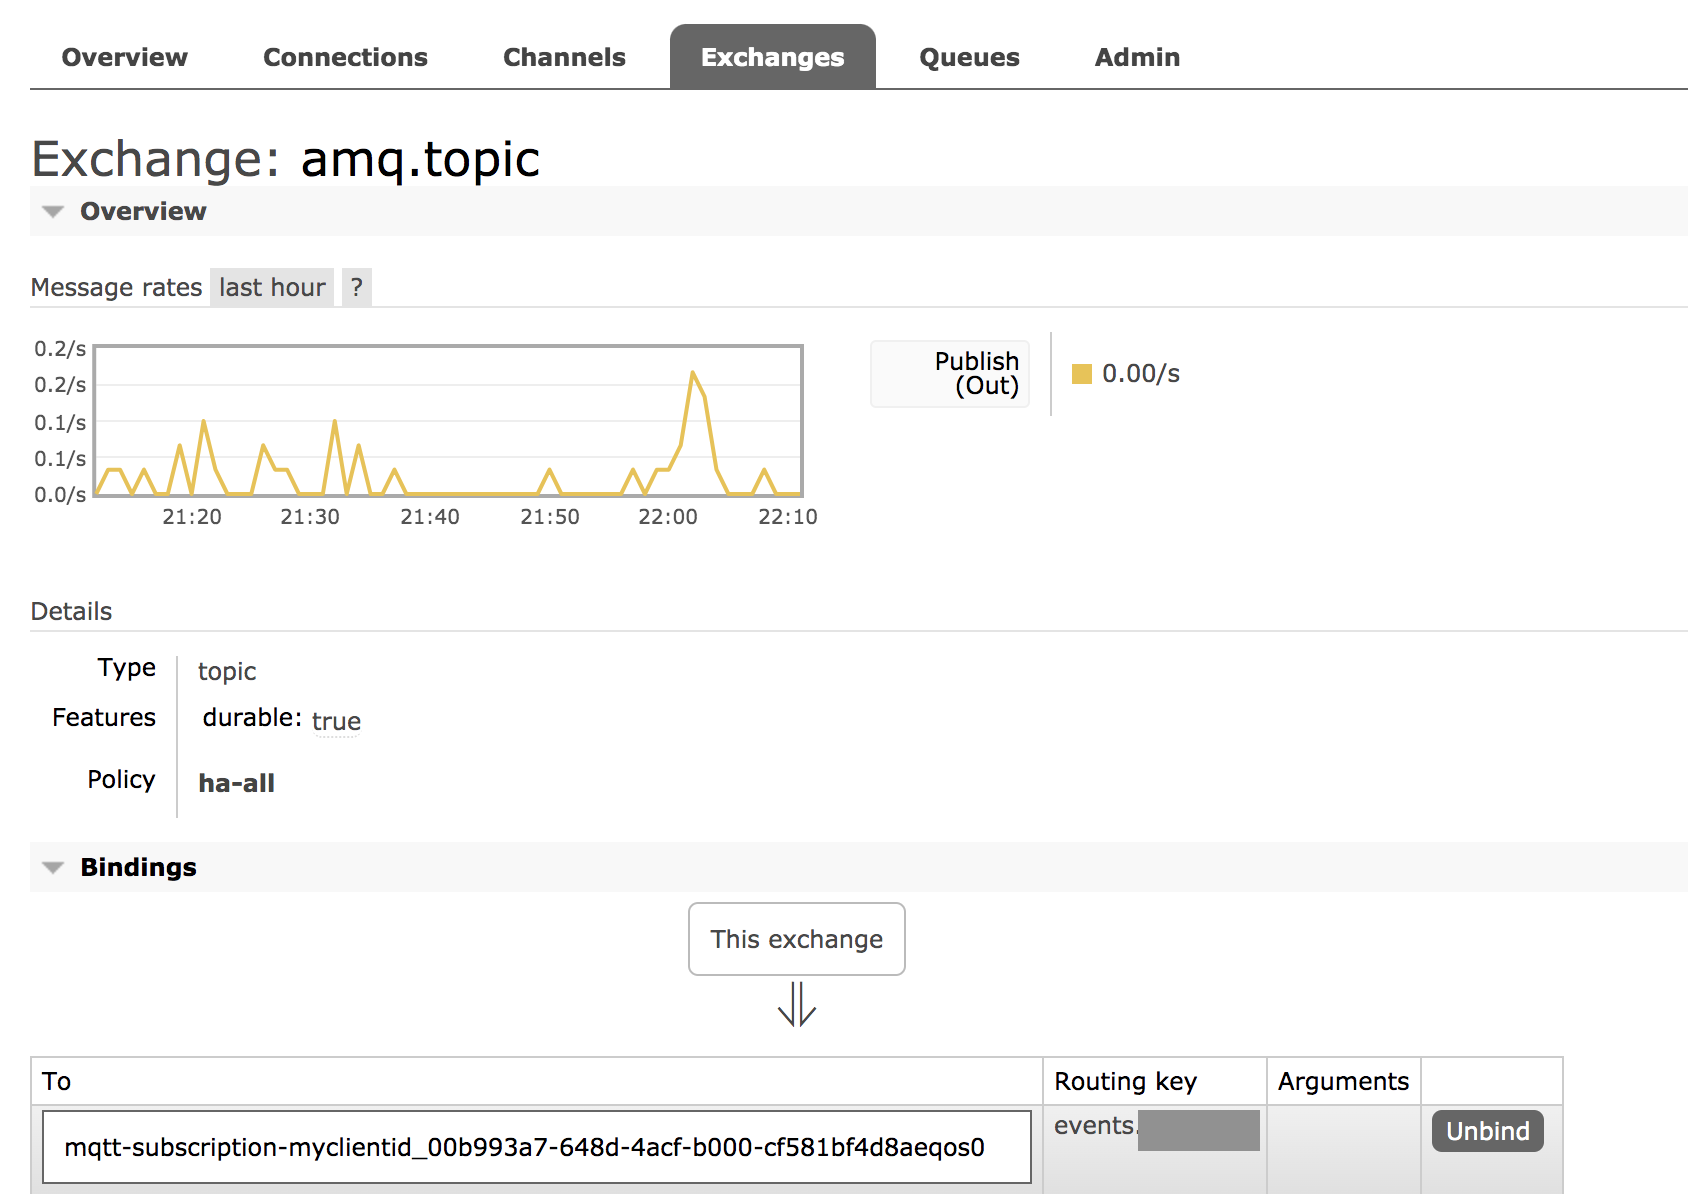 Overview Connections Channels Exchanges Queues Admin
Exchange: amq.topic
Overview
Message rates last hour ?
0.2/s
0.2/s
0.1/s
0.1/s
0.0/s
21:20 21:30 21:40 21:50 22:00 22:10
Publish
(Out)
0.00/s
Details
Type topic
Features durable: true
Policy ha-all
Bindings
This exchange
To Routing key Arguments
mqtt-subscription-myclientid_00b993a7-648d-4acf-b000-cf581bf4d8aeqos0 events. Unbind